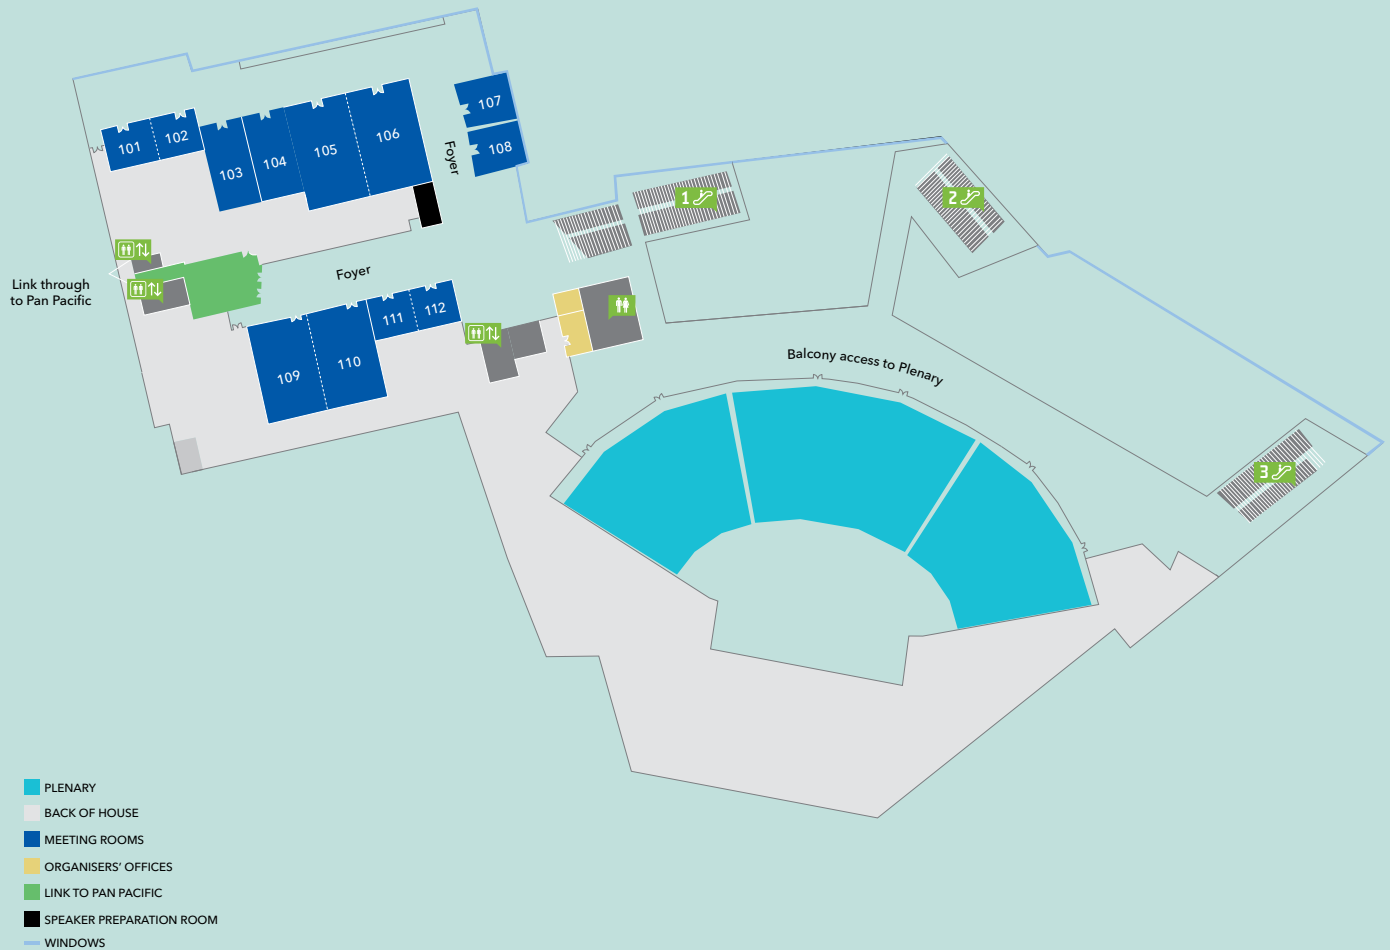 107
106
102
101
105
108
104
103
Foyer
1
2
Link through
to Pan Pacific
Foyer
112
111
110
109
Balcony access to Plenary
3
PLENARY
BACK OF HOUSE
MEETING ROOMS
ORGANISERS' OFFICES
LINK TO PAN PACIFIC
SPEAKER PREPARATION ROOM
WINDOWS